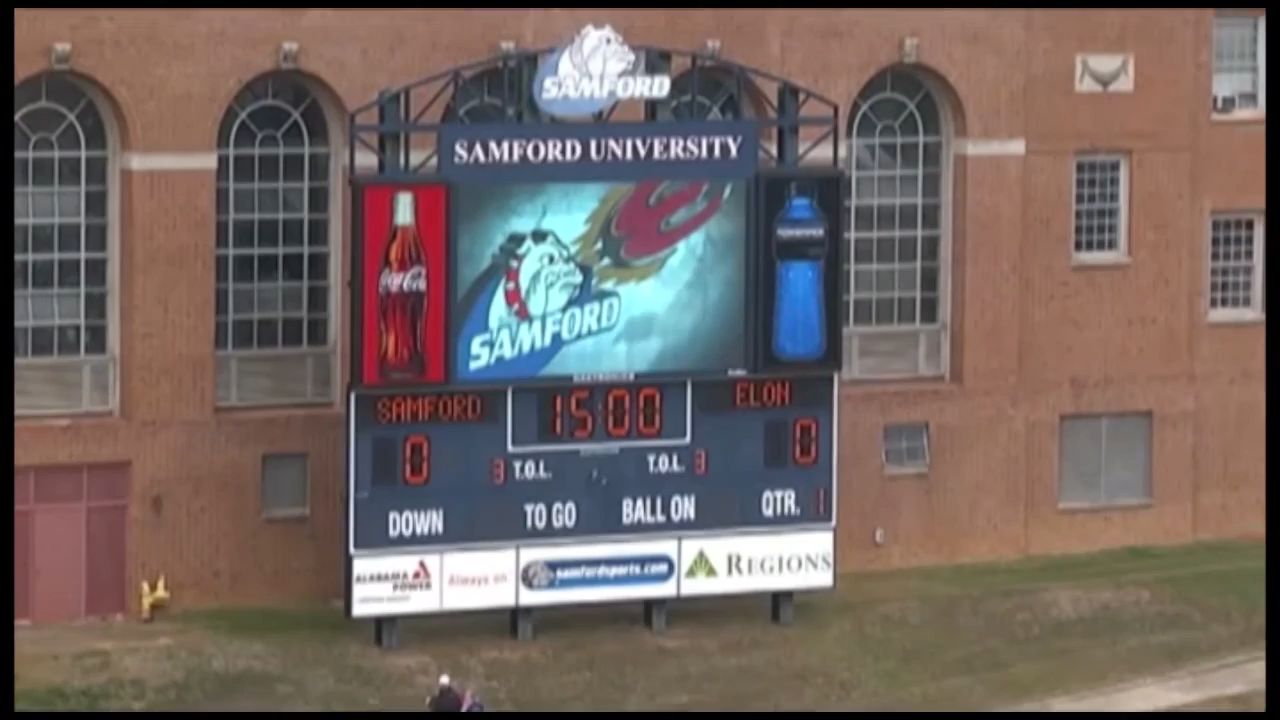 SAMFORD
SAMFORD UNIVERSITY
Coca-Cola
POWERADE
SAMFORD
SAMFORD
15:00
ELON
0
3 T.O.L.
T.O.L. 3
0
DOWN
TO GO
BALL ON
QTR. 1
ALABAMA POWER
Always on
samfordsports.com
REGIONS